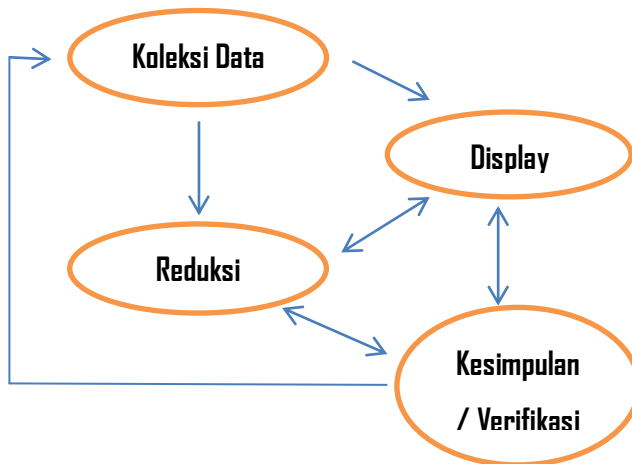 Koleksi Data
Display
Reduksi
Kesimpulan
/ Verifikasi